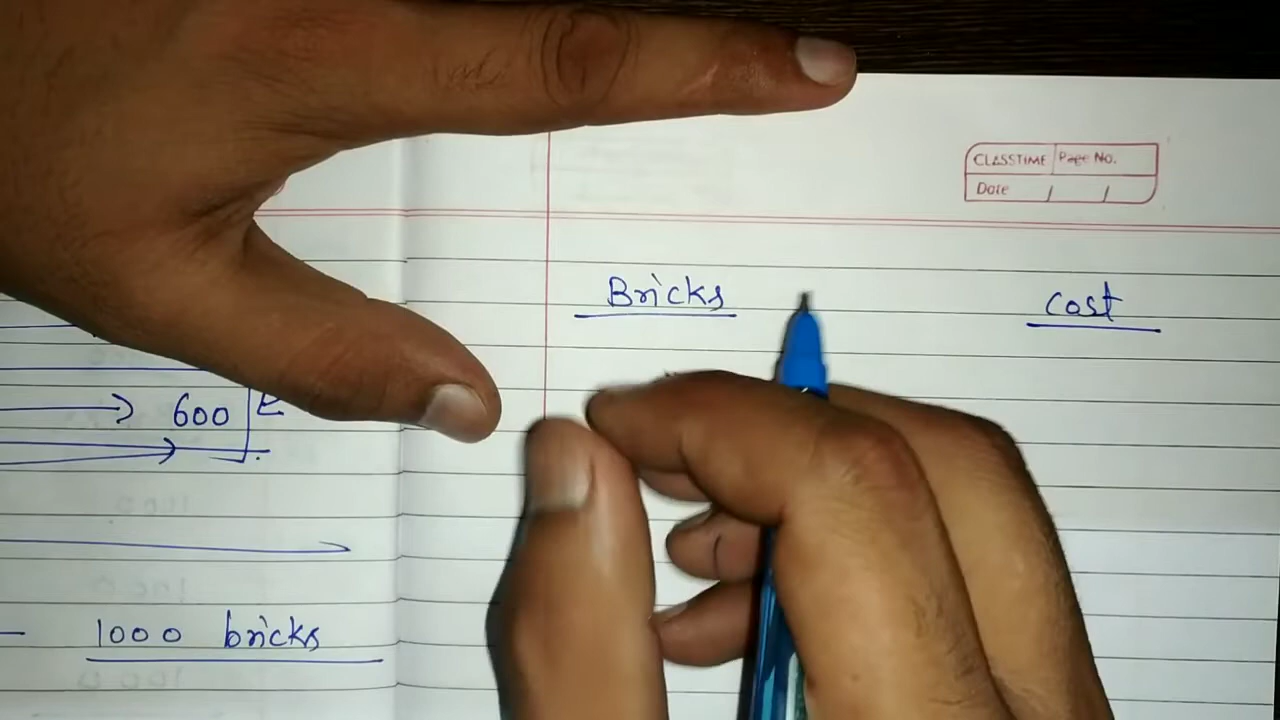 CLASSTIME Page No.
Date / /
Bricks Cost
600
1000 bricks